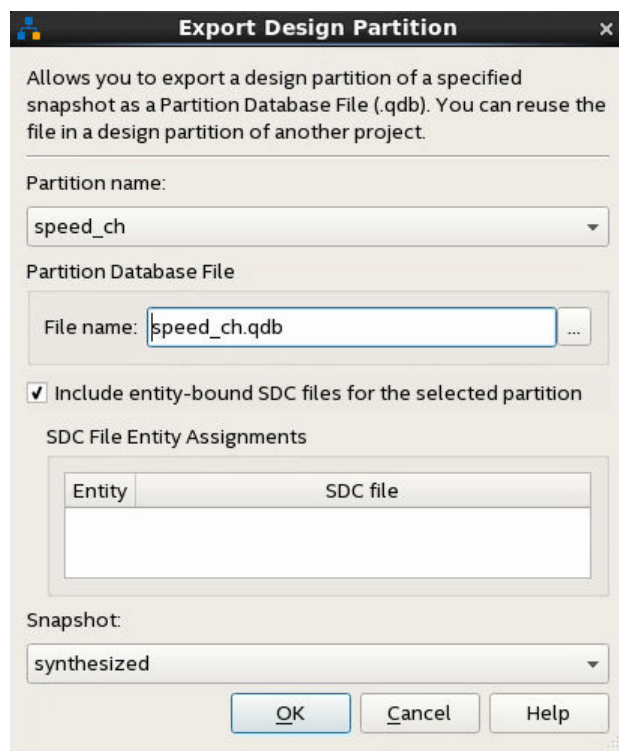 Export Design Partition
Allows you to export a design partition of a specified
snapshot as a Partition Database File (.qdb). You can reuse the
file in a design partition of another project.
Partition name:
speed_ch
Partition Database File
File name: speed_ch.qdb ...
Include entity-bound SDC files for the selected partition
SDC File Entity Assignments
Entity SDC file
Snapshot:
synthesized
OK Cancel Help